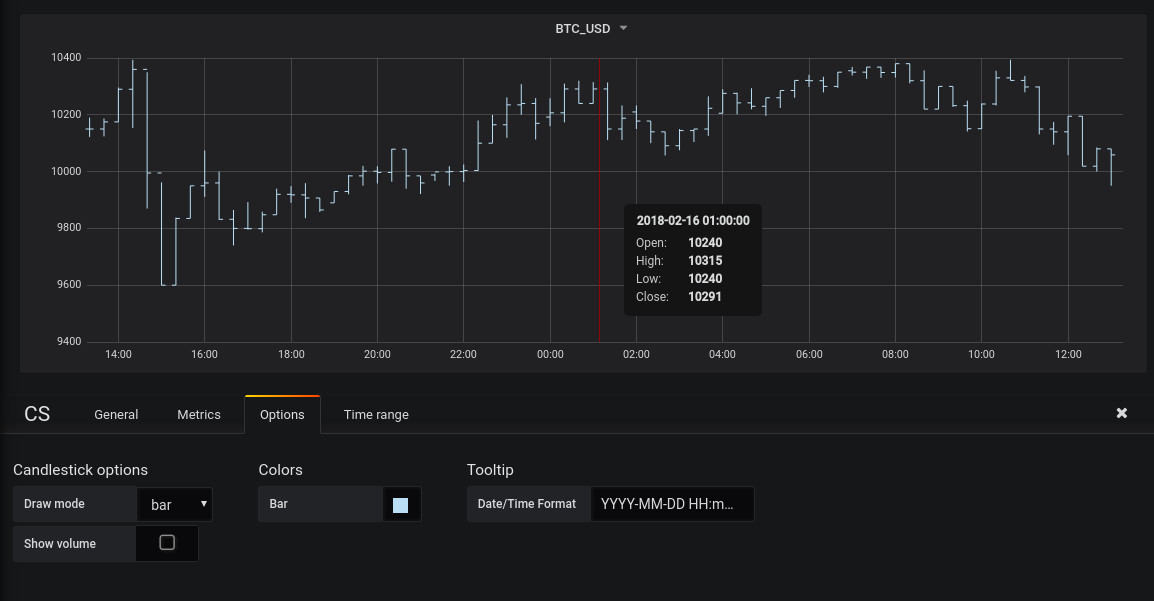 BTC_USD
10400
10200
10000
9800
9600
9400
14:00 16:00 18:00 20:00 22:00 00:00 02:00 04:00 06:00 08:00 10:00 12:00
2018-02-16 01:00:00
Open: 10240
High: 10315
Low: 10240
Close: 10291
CS General Metrics Options Time range
Candlestick options Colors Tooltip
Draw mode bar Bar Date/Time Format YYYY-MM-DD HH:m...
Show volume